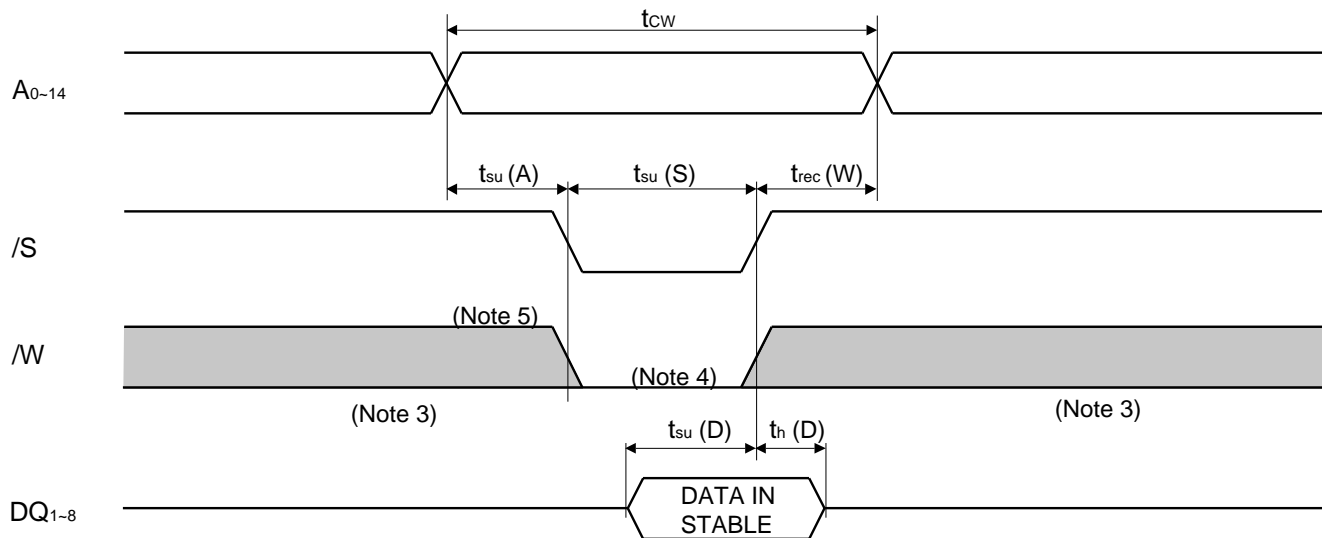 tCW
A0~14
tsu (A)
tsu (S)
trec (W)
/S
(Note 5)
/W
(Note 4)
(Note 3)
(Note 3)
tsu (D)
th (D)
DQ1~8
DATA IN
STABLE